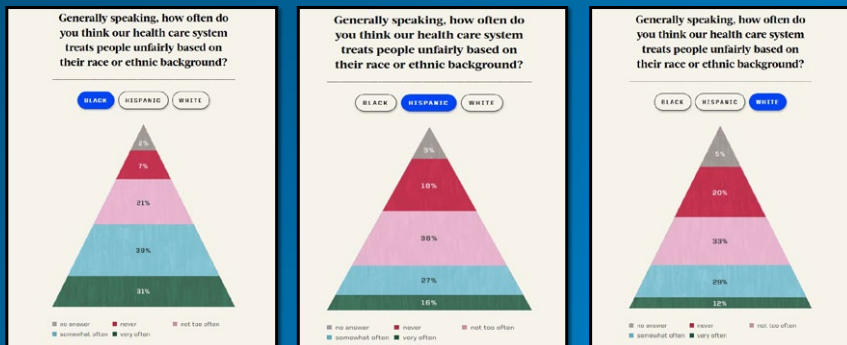 Generally speaking, how often do
you think our health care system
treats people unfairly based on
their race or ethnic background?
BLACK HISPANIC WHITE
2%
7%
21%
39%
31%
no answer never not too often
somewhat often very often
Generally speaking, how often do
you think our health care system
treats people unfairly based on
their race or ethnic background?
BLACK HISPANIC WHITE
3%
18%
36%
27%
16%
no answer never not too often
somewhat often very often
Generally speaking, how often do
you think our health care system
treats people unfairly based on
their race or ethnic background?
BLACK HISPANIC WHITE
5%
20%
33%
29%
12%
no answer never not too often
somewhat often very often